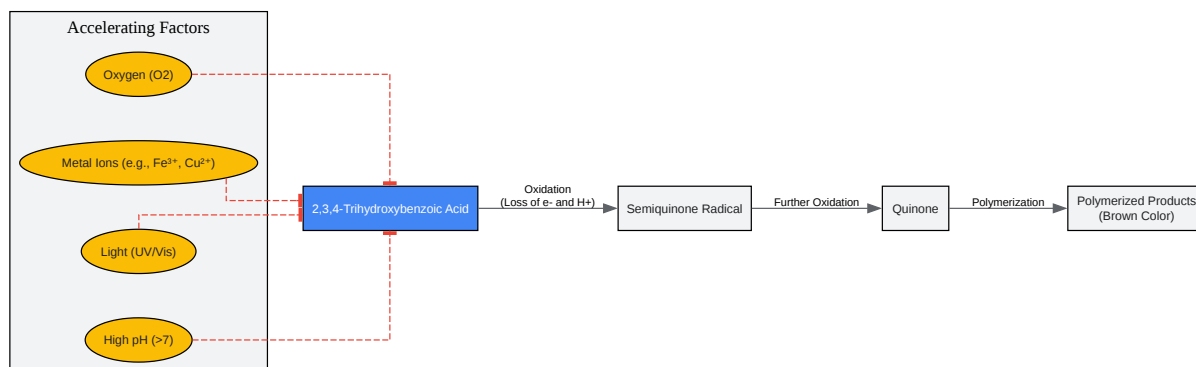 Accelerating Factors
Oxygen (O2)
Metal Ions (e.g., Fe³⁺, Cu²⁺)
Light (UV/Vis)
High pH (>7)
2,3,4-Trihydroxybenzoic Acid
Oxidation
(Loss of e- and H+)
Semiquinone Radical
Further Oxidation
Quinone
Polymerization
Polymerized Products
(Brown Color)